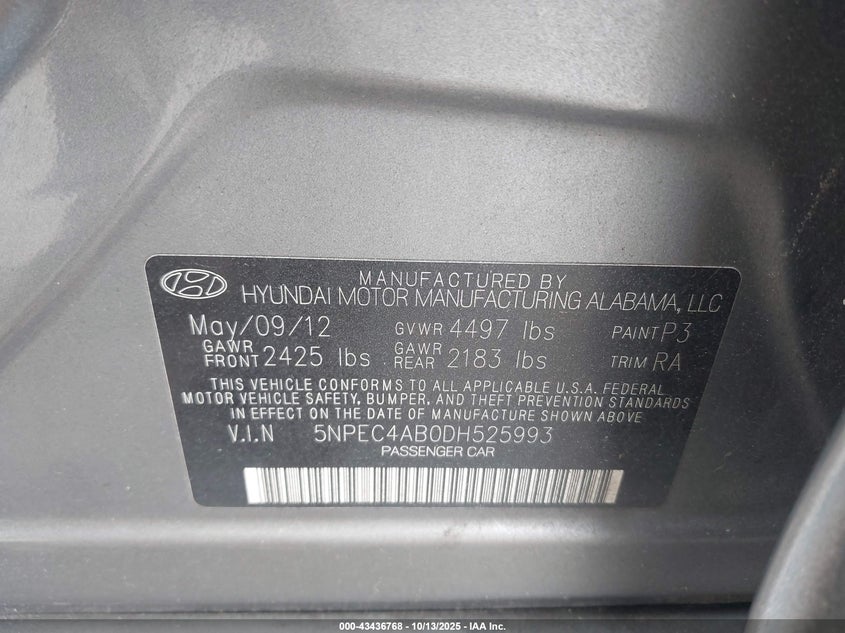 MANUFACTURED BY
HYUNDAI MOTOR MANUFACTURING ALABAMA, LLC
May/09/12 GVWR 4497 lbs PAINT P3
GAWR FRONT 2425 lbs GAWR REAR 2183 lbs TRIM RA
THIS VEHICLE CONFORMS TO ALL APPLICABLE U.S.A. FEDERAL
MOTOR VEHICLE SAFETY, BUMPER, AND THEFT PREVENTION STANDARDS
IN EFFECT ON THE DATE OF MANUFACTURE SHOWN ABOVE
V.I.N 5NPEC4AB0DH525993
PASSENGER CAR
000-43436768 - 10/13/2025 - IAA Inc.